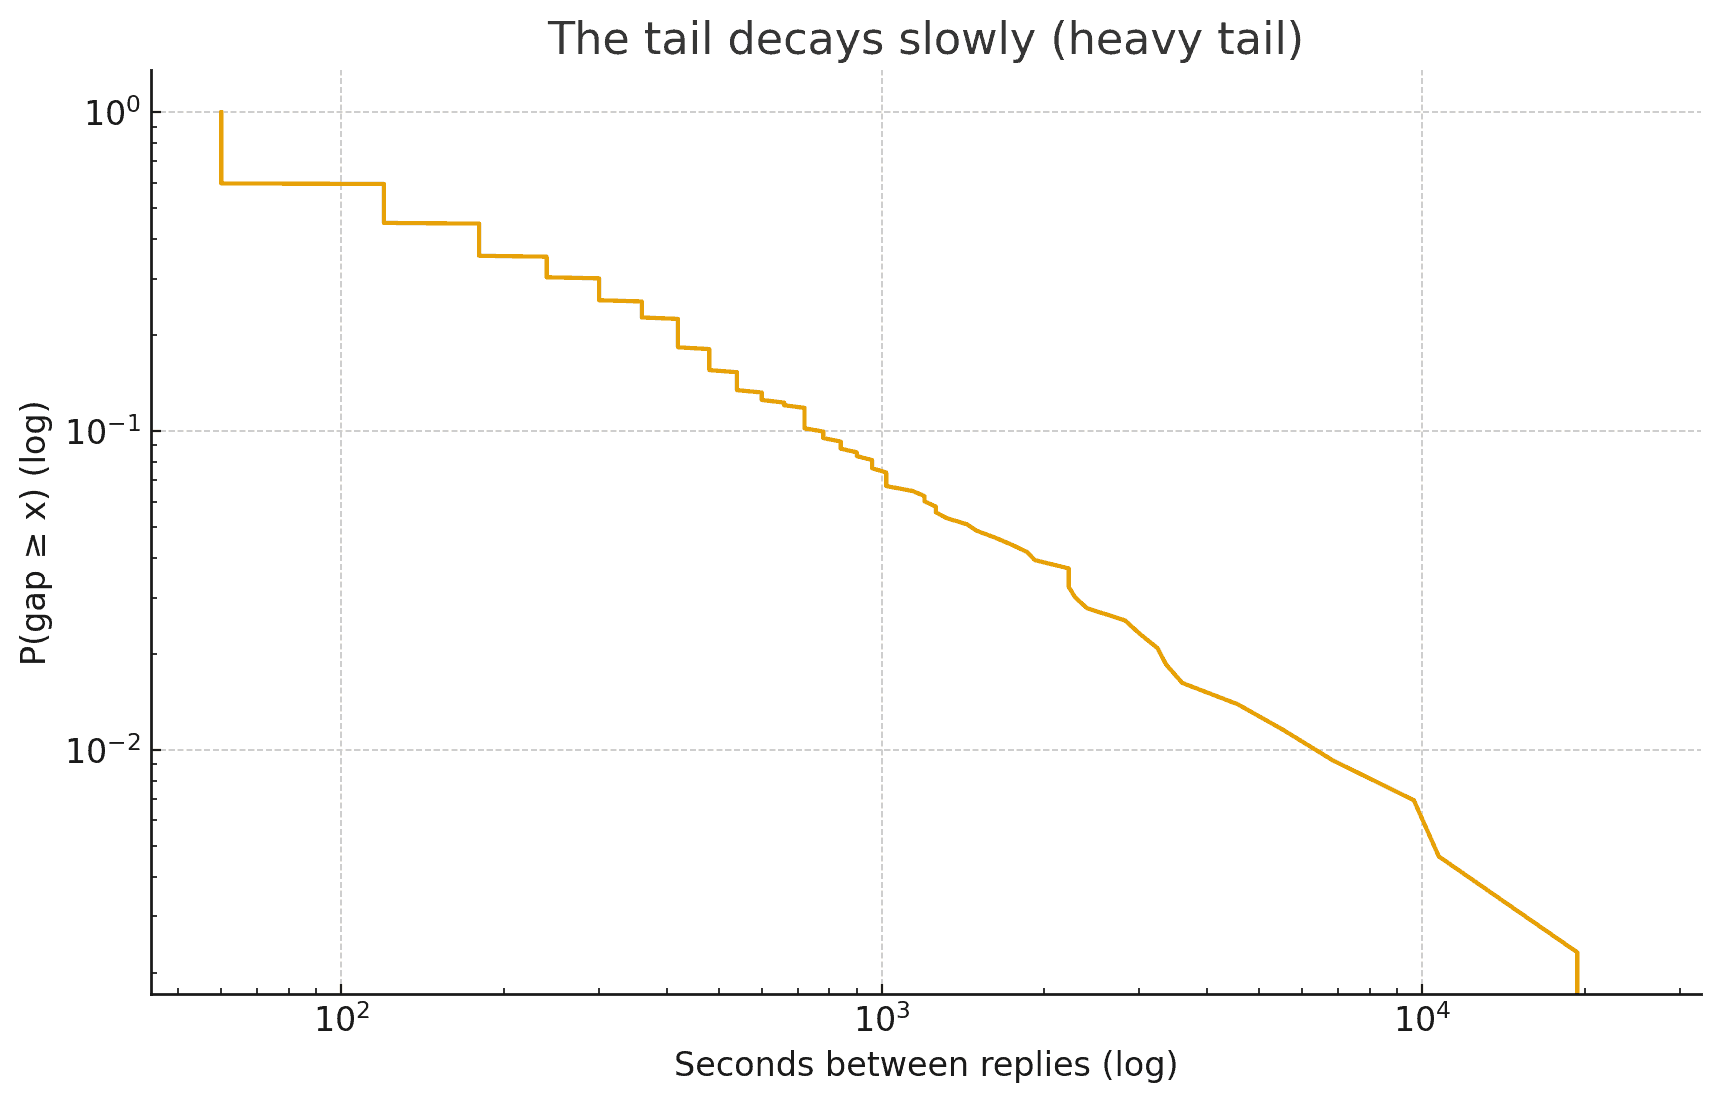 The tail decays slowly (heavy tail)
P(gap ≥ x) (log)
10⁰
10⁻¹
10⁻²
10² 10³ 10⁴
Seconds between replies (log)